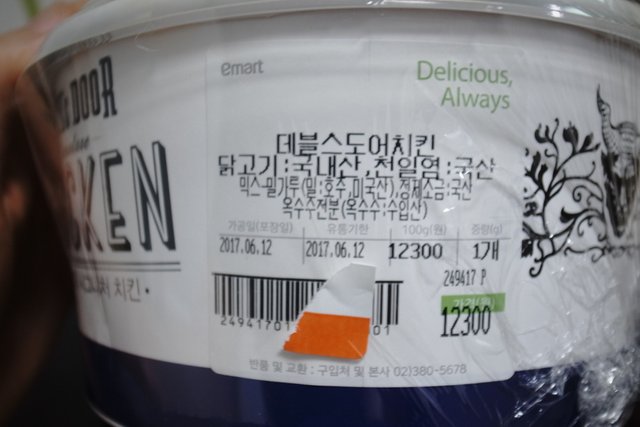 emart
Delicious,
Always
DOOR
KEN
치킨·
데블스도어치킨
닭고기:국내산,천일염:국산
믹스-밀가루(밀:호주,미국산),정제소금:국산
옥수수전분(옥수수:수입산)
가공일(포장일) 유통기한 100g(원) 중량(g)
2017.06.12 2017.06.12 12300 1개
249417 P
가격(원)
12300
24941701 01
반품 및 교환 : 구입처 및 본사 02)380-5678